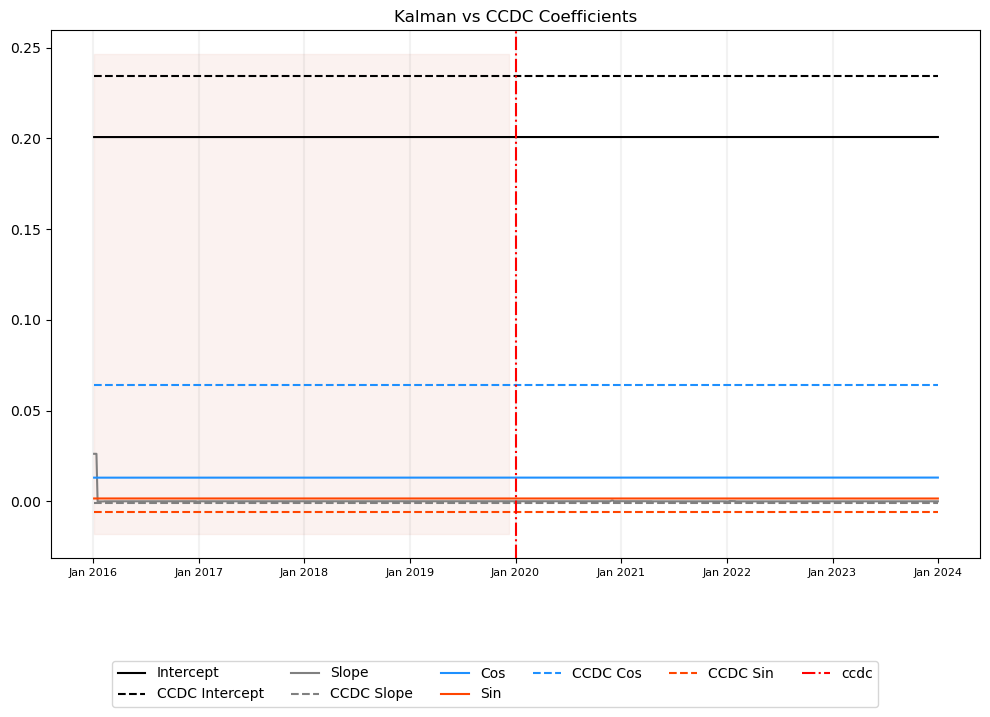 Kalman vs CCDC Coefficients
0.25
0.20
0.15
0.10
0.05
0.00
Jan 2016 Jan 2017 Jan 2018 Jan 2019 Jan 2020 Jan 2021 Jan 2022 Jan 2023 Jan 2024
Intercept Slope Cos CCDC Cos CCDC Sin ccdc
CCDC Intercept CCDC Slope Sin